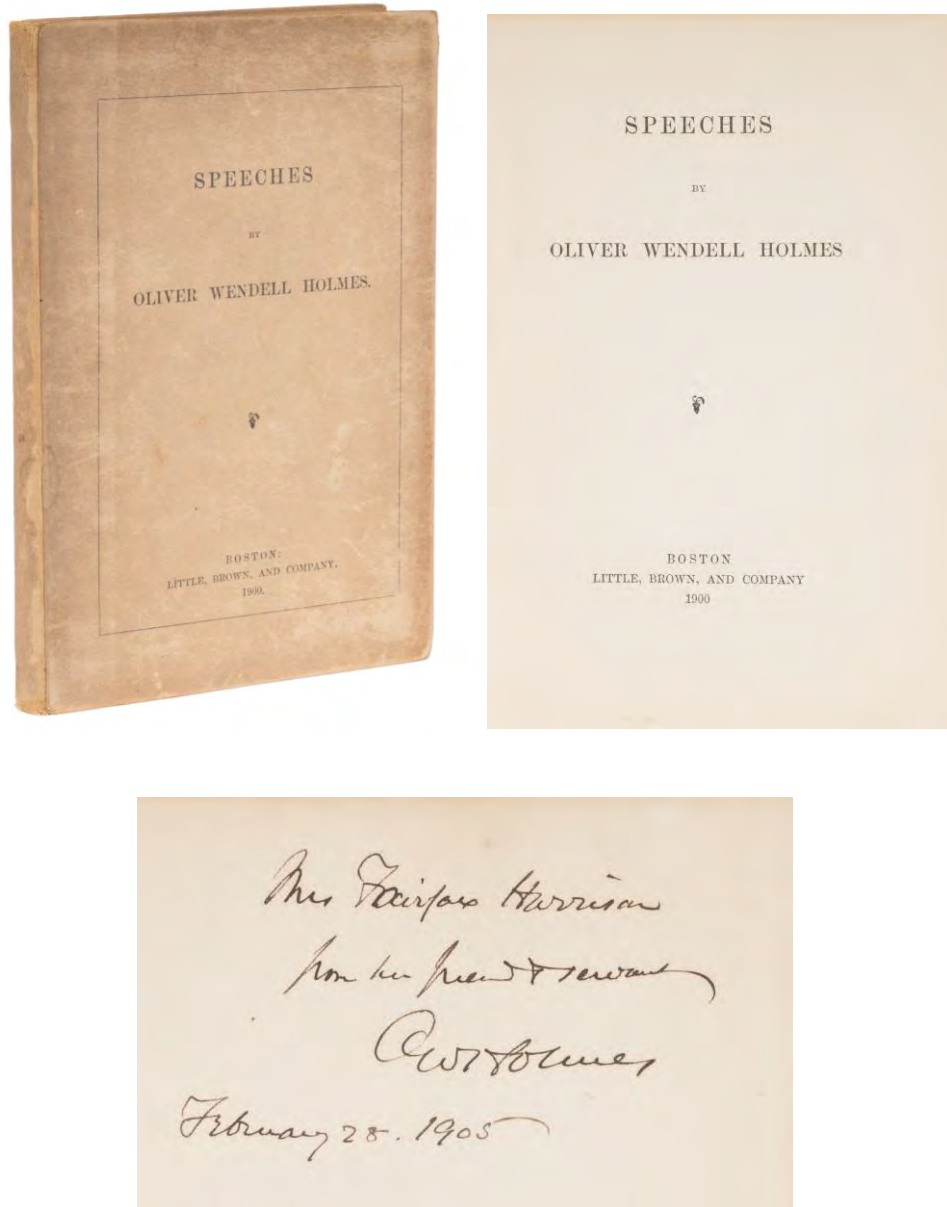 SPEECHES
BY
OLIVER WENDELL HOLMES.
BOSTON:
LITTLE, BROWN, AND COMPANY.
1900.
SPEECHES
BY
OLIVER WENDELL HOLMES
BOSTON
LITTLE, BROWN, AND COMPANY
1900
Mrs Fairfax Harrison
from her friend & servant
O W Holmes
February 28. 1905